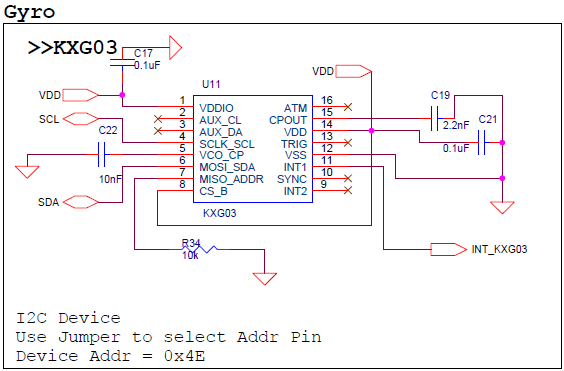 Gyro
>>KXG03
C17
0.1uF
VDD
VDD
U11
SCL
C22
10nF
SDA
1 VDDIO ATM 16
2 AUX_CL CPOUT 15
3 AUX_DA VDD 14
4 SCLK_SCL TRIG 13
5 VCO_CP VSS 12
6 MOSI_SDA INT1 11
7 MISO_ADDR SYNC 10
8 CS_B INT2 9
KXG03
C19
2.2nF
C21
0.1uF
INT_KXG03
R34
10k
I2C Device
Use Jumper to select Addr Pin
Device Addr = 0x4E